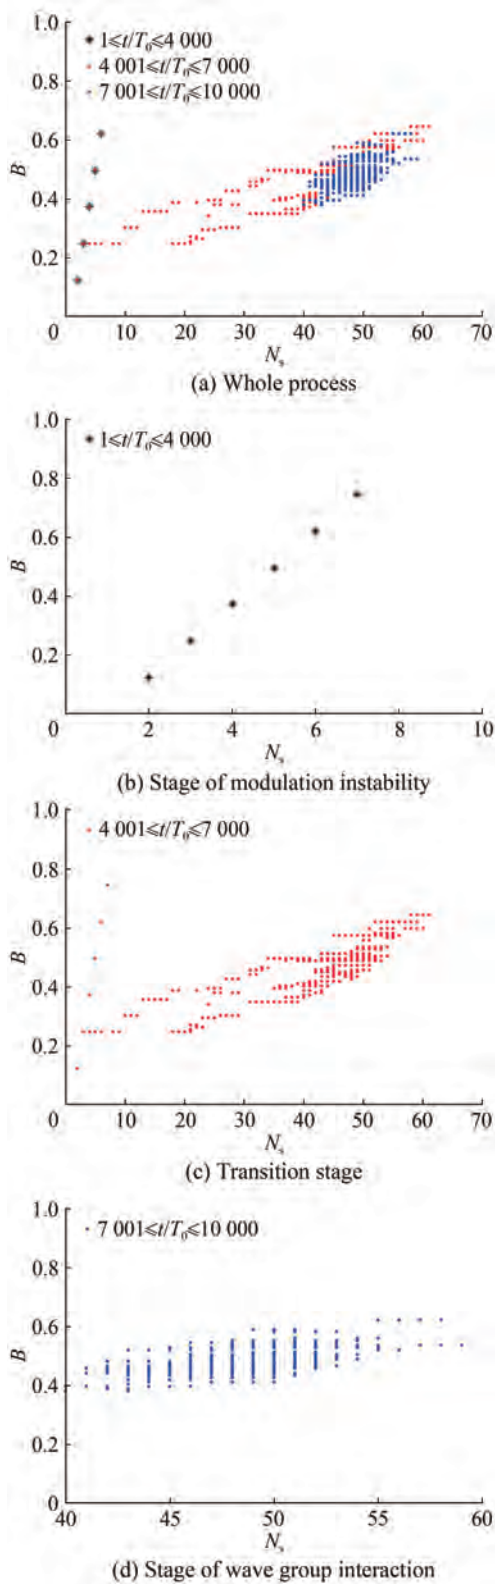 1.0
1≤t/T₀≤4 000
4 001≤t/T₀≤7 000
0.8
7 001≤t/T₀≤10 000
0.6
B
0.4
0.2
0 10 20 30 40 50 60 70
Nₛ
(a) Whole process
1.0
1≤t/T₀≤4 000
0.8
0.6
B
0.4
0.2
0 2 4 6 8 10
Nₛ
(b) Stage of modulation instability
1.0
4 001≤t/T₀≤7 000
0.8
0.6
B
0.4
0.2
0 10 20 30 40 50 60 70
Nₛ
(c) Transition stage
1.0
7 001≤t/T₀≤10 000
0.8
0.6
B
0.4
0.2
0
40 45 50 55 60
Nₛ
(d) Stage of wave group interaction